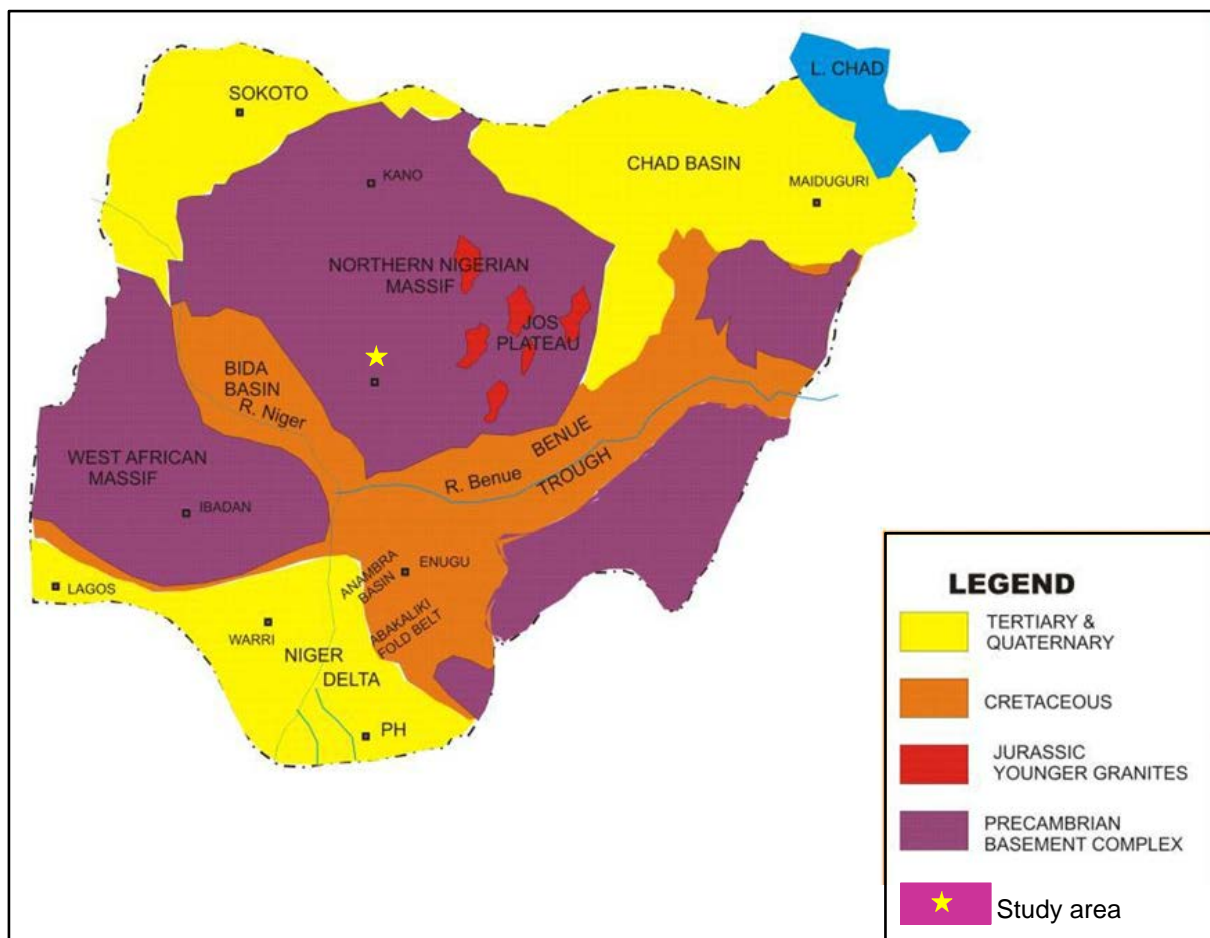 L. CHAD
SOKOTO
CHAD BASIN
KANO
MAIDUGURI
NORTHERN NIGERIAN
MASSIF
JOS
PLATEAU
BIDA
BASIN
R. Niger
BENUE
TROUGH
R. Benue
WEST AFRICAN
MASSIF
IBADAN
ANAMBRA
BASIN
ENUGU
LAGOS
ABAKALIKI
FOLD BELT
WARRI
NIGER
DELTA
PH
LEGEND
TERTIARY &
QUATERNARY
CRETACEOUS
JURASSIC
YOUNGER GRANITES
PRECAMBRIAN
BASEMENT COMPLEX
Study area